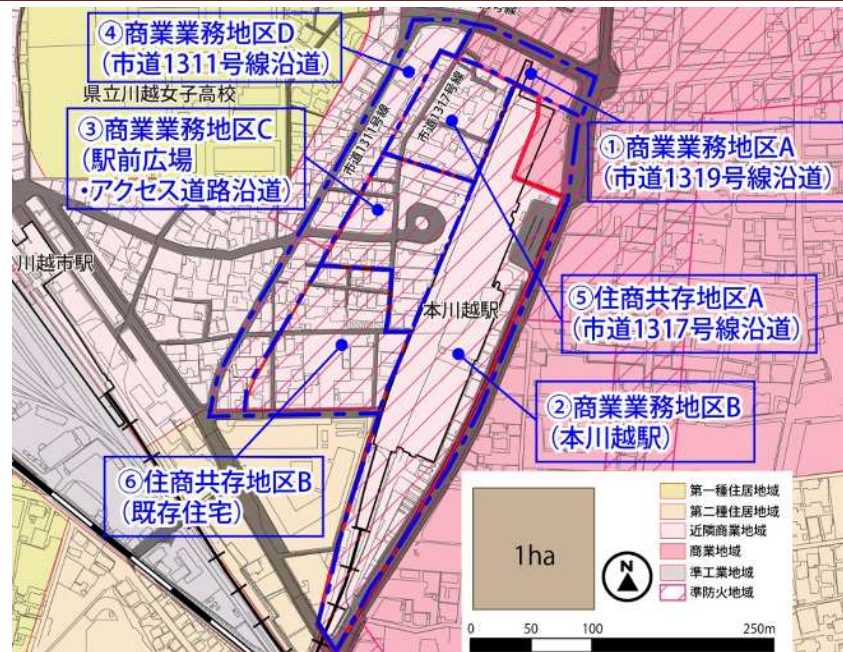 ④商業業務地区D
(市道1311号線沿道)
県立川越女子高校
③商業業務地区C
(駅前広場
・アクセス道路沿道)
市道1311号線
市道1317号線
①商業業務地区A
(市道1319号線沿道)
川越市駅
本川越駅
⑤住商共存地区A
(市道1317号線沿道)
②商業業務地区B
(本川越駅)
⑥住商共存地区B
(既存住宅)
1ha
N
第一種住居地域
第二種住居地域
近隣商業地域
商業地域
準工業地域
準防火地域
0 50 100 250m